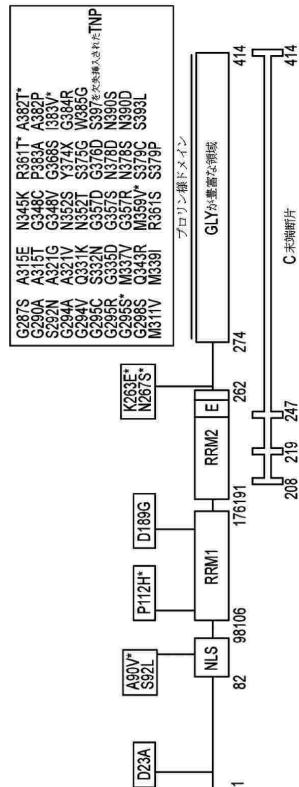 G287S A315E N345K R361T* A382T*
G290A A315T G348C P383A A382P
S292N A321G G348V G368S I383V*
G294A A321V N352S Y374X G384R
G294V Q331K N352T S375G W385G
G295C S332N G357D G376D S397を欠失挿入されたTNP
G295R G335D G357S N378D N390S
G295S* M337V G357R N378S N390D
G298S Q343R M359V* S379C S393L
M311V M339I R361S S379P
D23A
A90V*
S92L
P112H*
D189G
K263E*
N267S*
プロリン様ドメイン
NLS RRM1 RRM2 E GLYが豊富な領域
1 82 98 106 176 191 262 274 414
208 219 247 414
C末端断片